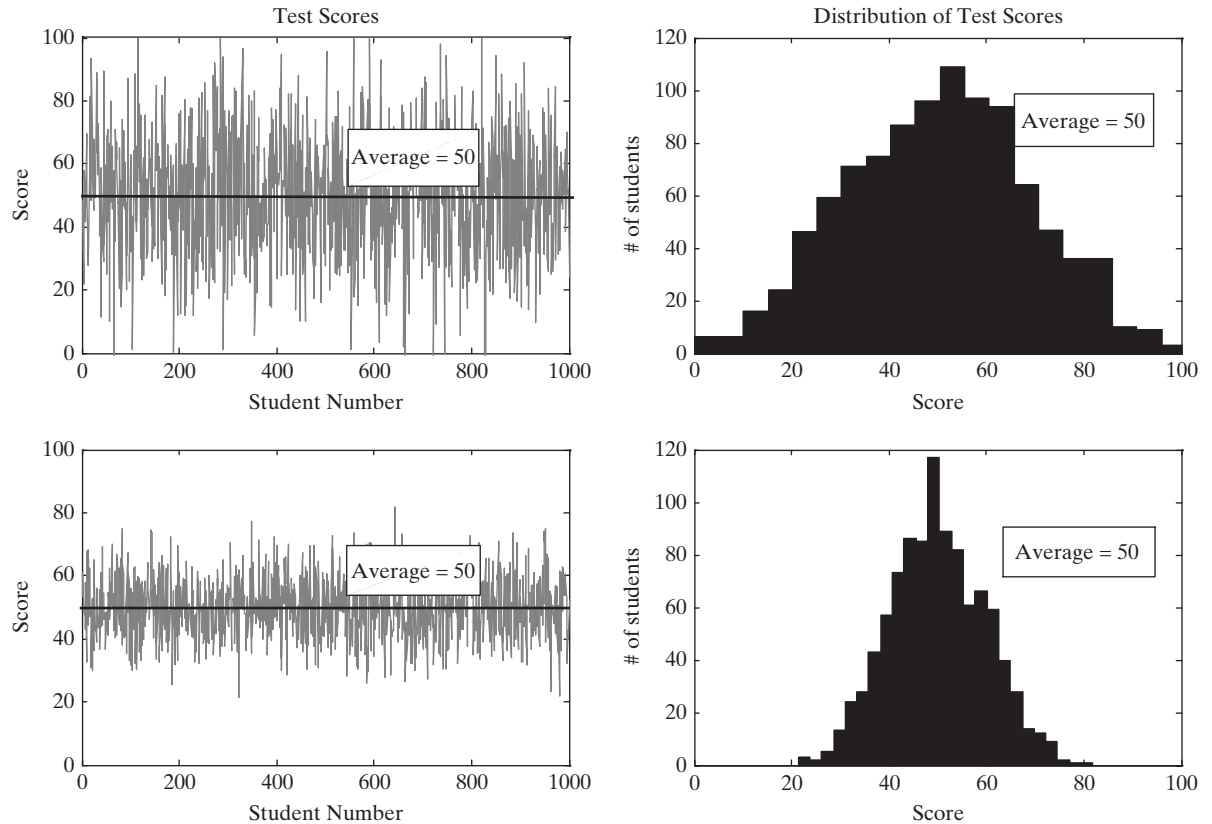 Test Scores
100
80
60
40
20
0
Score
Average = 50
0 200 400 600 800 1000
Student Number
Distribution of Test Scores
120
100
80
60
40
20
0
# of students
Average = 50
0 20 40 60 80 100
Score
100
80
60
40
20
0
Score
Average = 50
0 200 400 600 800 1000
Student Number
120
100
80
60
40
20
0
# of students
Average = 50
0 20 40 60 80 100
Score